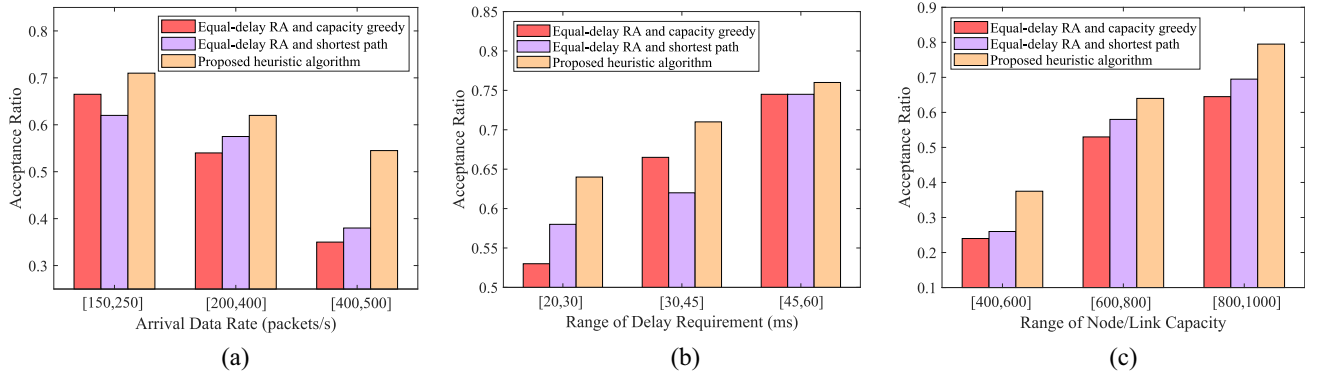 Equal-delay RA and capacity greedy
Equal-delay RA and shortest path
Proposed heuristic algorithm
Acceptance Ratio
0.8
0.7
0.6
0.5
0.4
0.3
[150,250]
[200,400]
[400,500]
Arrival Data Rate (packets/s)
(a)
Equal-delay RA and capacity greedy
Equal-delay RA and shortest path
Proposed heuristic algorithm
Acceptance Ratio
0.85
0.8
0.75
0.7
0.65
0.6
0.55
0.5
[20,30]
[30,45]
[45,60]
Range of Delay Requirement (ms)
(b)
Equal-delay RA and capacity greedy
Equal-delay RA and shortest path
Proposed heuristic algorithm
Acceptance Ratio
0.9
0.8
0.7
0.6
0.5
0.4
0.3
0.2
0.1
[400,600]
[600,800]
[800,1000]
Range of Node/Link Capacity
(c)